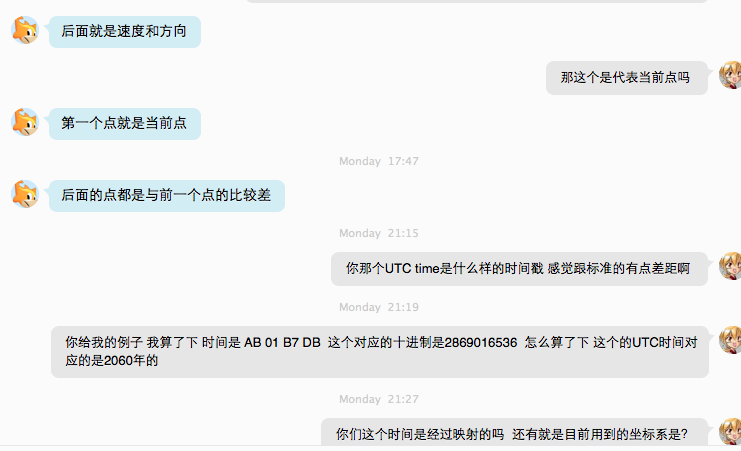 后面就是速度和方向
那这个是代表当前点吗
第一个点就是当前点
Monday 17:47
后面的点都是与前一个点的比较差
Monday 21:15
你那个UTC time是什么样的时间戳 感觉跟标准的有点差距啊
Monday 21:19
你给我的例子 我算了下 时间是 AB 01 B7 DB 这个对应的十进制是2869016536 怎么算了下 这个的UTC时间对
应的是2060年的
Monday 21:27
你们这个时间是经过映射的吗 还有就是目前用到的坐标系是?